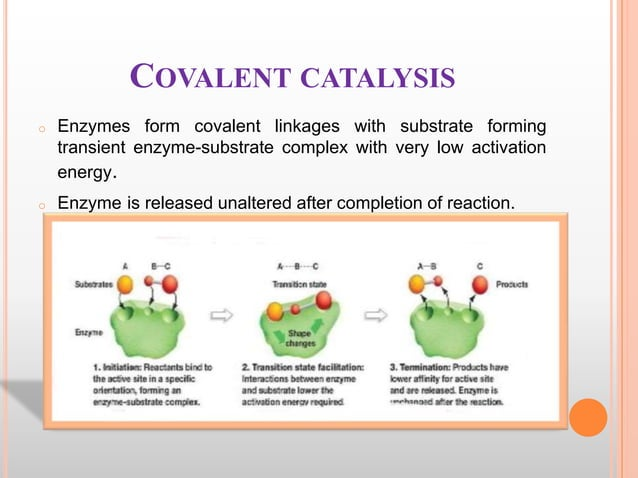 COVALENT CATALYSIS
Enzymes form covalent linkages with substrate forming
transient enzyme-substrate complex with very low activation
energy.
Enzyme is released unaltered after completion of reaction.
A B–C
Substrates
Enzyme
1. Initiation: Reactants bind to
the active site in a specific
orientation, forming an
enzyme-substrate complex.
A----B----C
Transition state
Shape
changes
2. Transition state facilitation:
Interactions between enzyme
and substrate lower the
activation energy required.
A–B C
Products
3. Termination: Products have
lower affinity for active site
and are released. Enzyme is
unchanged after the reaction.